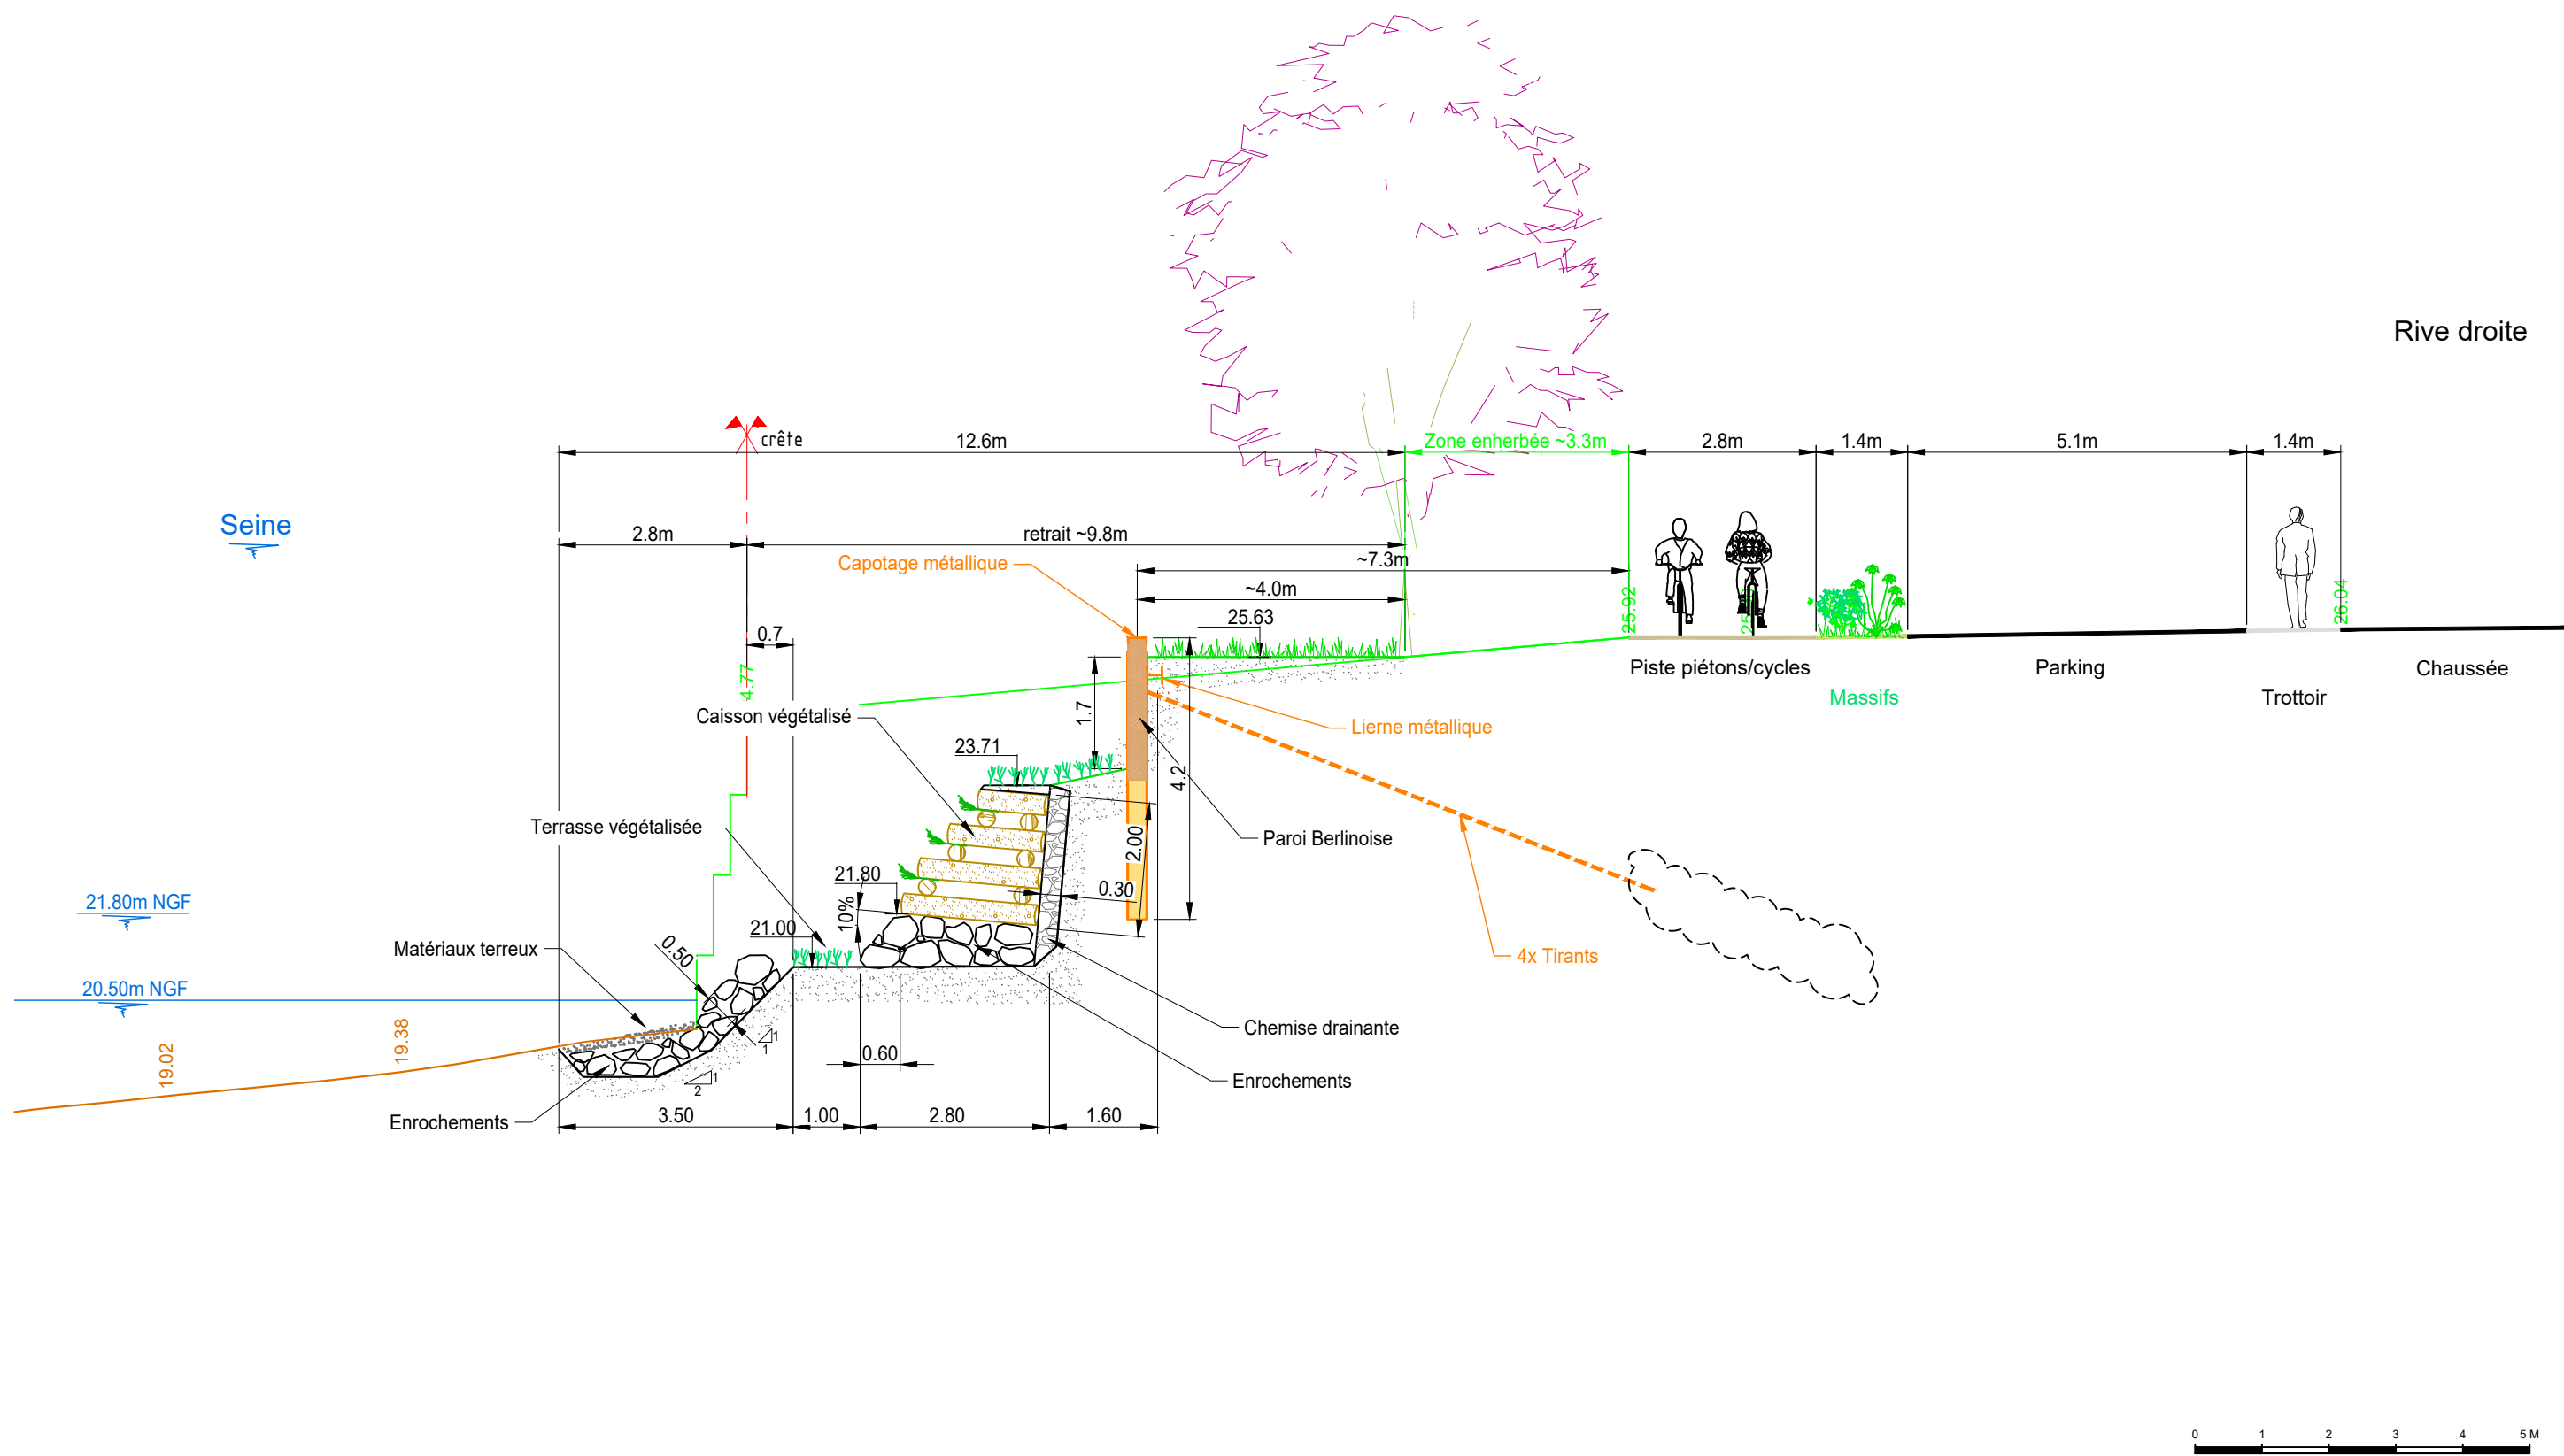 Rive droite
crête
12.6m
Zone enherbée ~3.3m
2.8m
1.4m
5.1m
1.4m
Seine
2.8m
retrait ~9.8m
Capotage métallique
~7.3m
~4.0m
25.63
25.92
26.04
0.7
4.77
Piste piétons/cycles
Parking
Chaussée
Massifs
Trottoir
Caisson végétalisé
1.7
Lierne métallique
23.71
4.2
Terrasse végétalisée
2.00
Paroi Berlinoise
21.80
0.30
21.80m NGF
10%
21.00
Matériaux terreux
0.50
4x Tirants
20.50m NGF
19.38
19.02
1
1
Chemise drainante
0.60
1
2
Enrochements
Enrochements
3.50
1.00
2.80
1.60
0 1 2 3 4 5 M